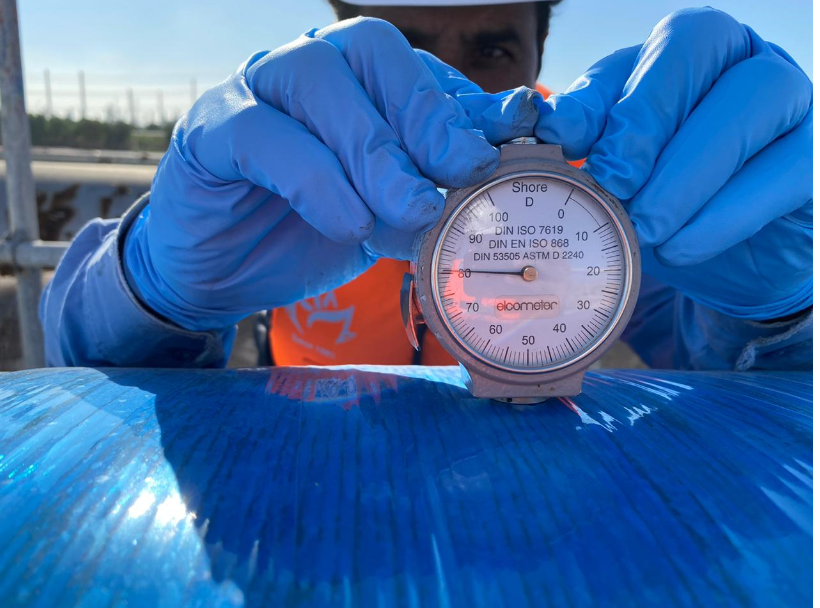 Shore
D
100 0
DIN ISO 7619
90 DIN EN ISO 868 10
DIN 53505 ASTM D 2240
80 20
elcometer
70 30
60 40
50